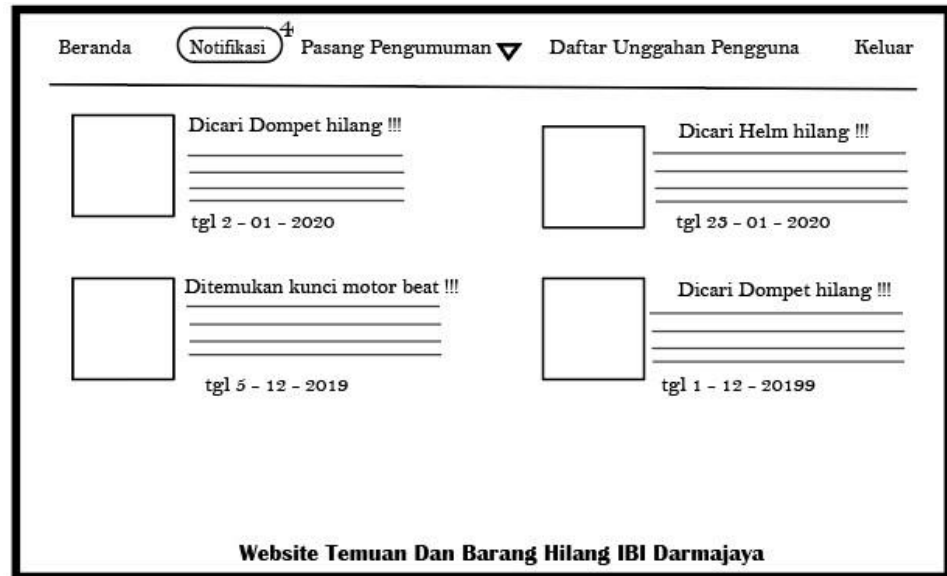 Beranda Notifikasi 4 Pasang Pengumuman Daftar Unggahan Pengguna Keluar
Dicari Dompet hilang !!!
tgl 2 - 01 - 2020
Dicari Helm hilang !!!
tgl 23 - 01 - 2020
Ditemukan kunci motor beat !!!
tgl 5 - 12 - 2019
Dicari Dompet hilang !!!
tgl 1 - 12 - 20199
Website Temuan Dan Barang Hilang IBI Darmajaya